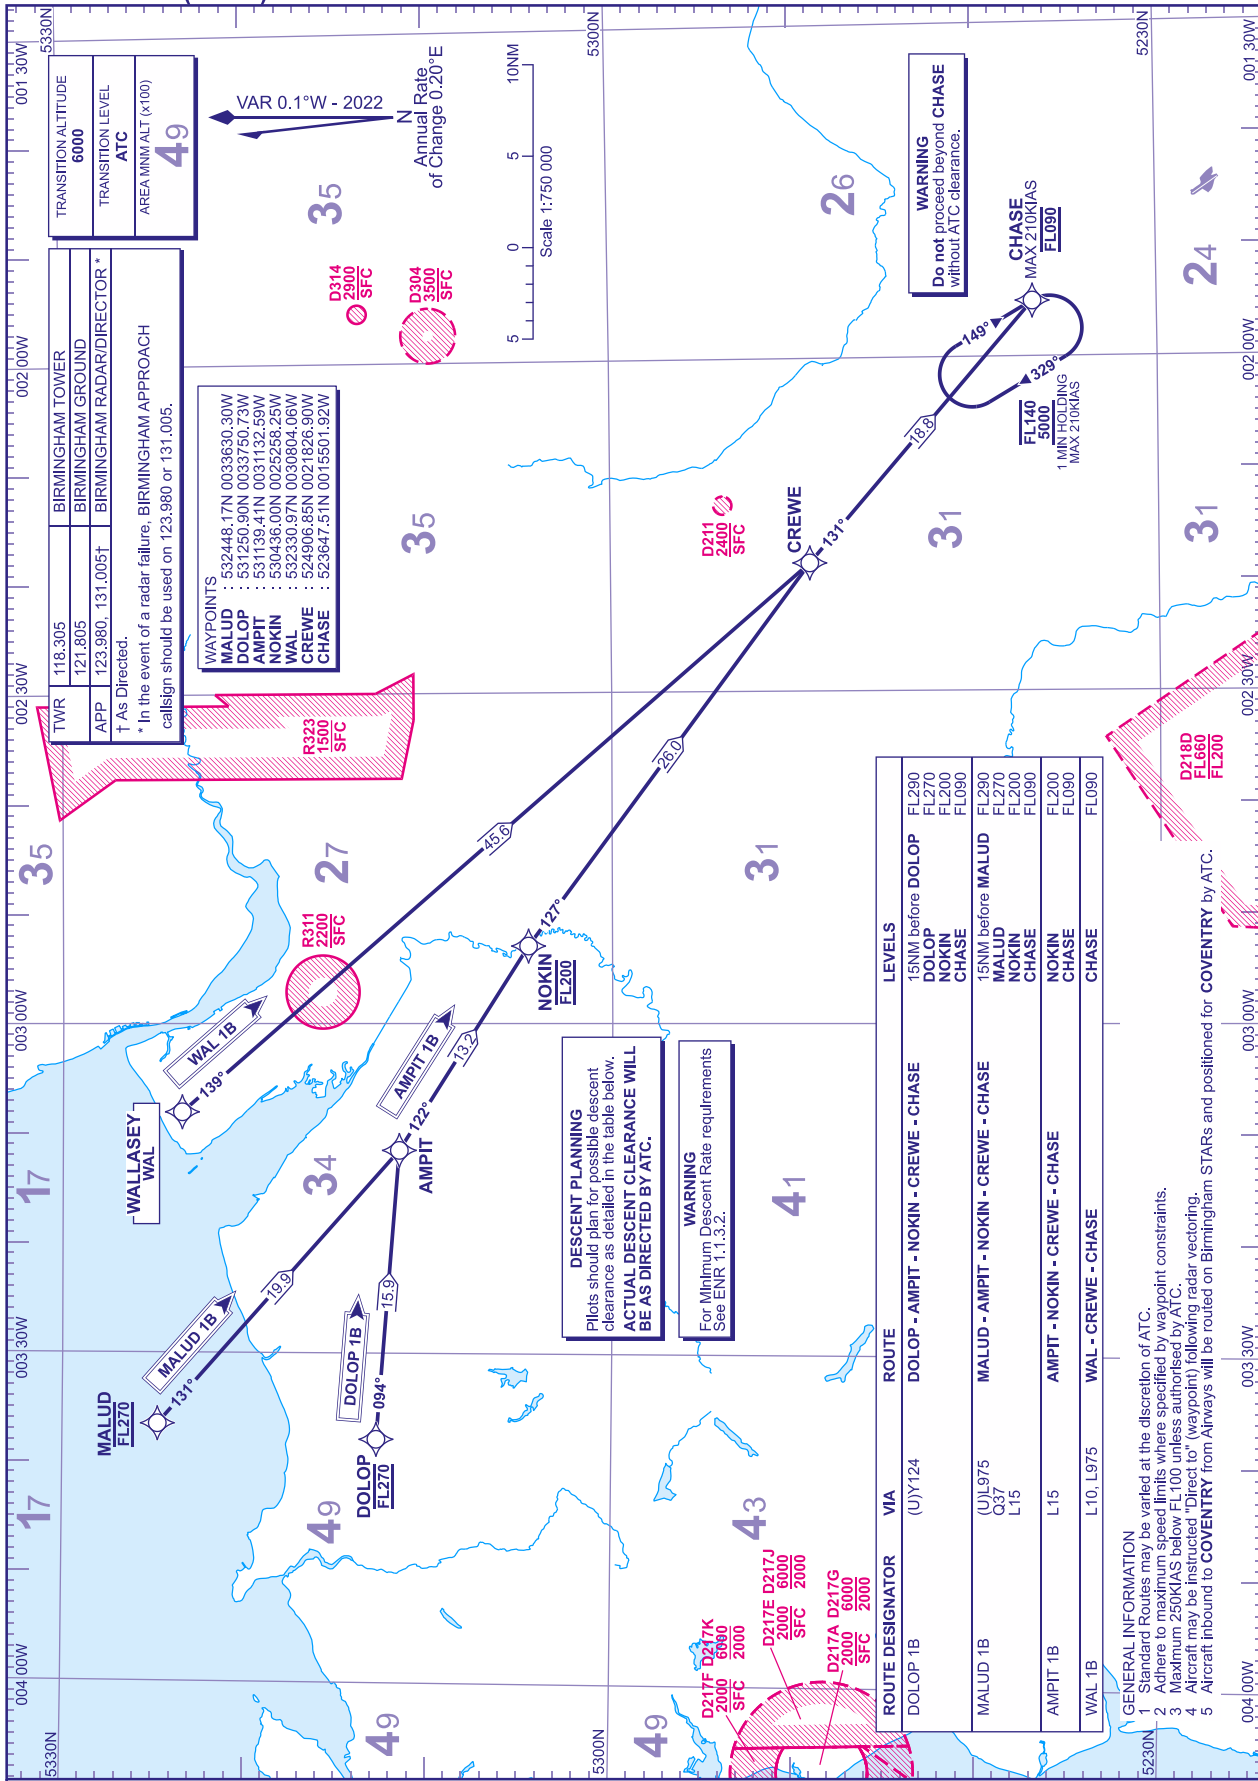 TRANSITION ALTITUDE
6000
TRANSITION LEVEL
ATC
AREA MNM ALT (x100)
49
TWR 118.305 BIRMINGHAM TOWER
121.805 BIRMINGHAM GROUND
APP 123.980, 131.005† BIRMINGHAM RADAR/DIRECTOR *
† As Directed.
* In the event of a radar failure, BIRMINGHAM APPROACH
callsign should be used on 123.980 or 131.005.
WAYPOINTS
MALUD : 532448.17N 0033630.30W
DOLOP : 531250.90N 0033750.73W
AMPIT : 531139.41N 0031132.59W
NOKIN : 530436.00N 0025258.25W
WAL : 532330.97N 0030804.06W
CREWE : 524906.85N 0021826.90W
CHASE : 523647.51N 0015501.92W
VAR 0.1°W - 2022
N
Annual Rate
of Change 0.20°E
5 0 5 10NM
Scale 1:750 000
5330N
5300N
5230N
5330N
5300N
5230N
004 00W
003 30W
003 00W
002 30W
002 00W
001 30W
004 00W
003 30W
003 00W
002 30W
002 00W
001 30W
17
17
35
35
35
49
34
27
49
49
43
41
31
31
31
26
24
R323
1500
SFC
R311
2200
SFC
D314
2900
SFC
D304
3500
SFC
D211
2400
SFC
D218D
FL660
FL200
D217F
2000
SFC
D217K
6000
2000
D217E
2000
SFC
D217J
6000
2000
D217A
2000
SFC
D217G
6000
2000
MALUD
FL270
131°
MALUD 1B
19.9
WALLASEY
WAL
139°
WAL 1B
45.6
DOLOP
FL270
094°
DOLOP 1B
15.9
AMPIT
122°
AMPIT 1B
13.2
NOKIN
FL200
127°
26.0
CREWE
131°
18.8
CHASE
MAX 210KIAS
FL090
149°
329°
FL140
5000
1 MIN HOLDING
MAX 210KIAS
WARNING
Do not proceed beyond CHASE
without ATC clearance.
DESCENT PLANNING
Pilots should plan for possible descent
clearance as detailed in the table below.
ACTUAL DESCENT CLEARANCE WILL
BE AS DIRECTED BY ATC.
WARNING
For Minimum Descent Rate requirements
See ENR 1.1.3.2.
ROUTE DESIGNATOR VIA ROUTE LEVELS
DOLOP 1B (U)Y124 DOLOP - AMPIT - NOKIN - CREWE - CHASE 15NM before DOLOP FL290
DOLOP FL270
NOKIN FL200
CHASE FL090
MALUD 1B (U)L975 MALUD - AMPIT - NOKIN - CREWE - CHASE 15NM before MALUD FL290
Q37 MALUD FL270
L15 NOKIN FL200
CHASE FL090
AMPIT 1B L15 AMPIT - NOKIN - CREWE - CHASE NOKIN FL200
CHASE FL090
WAL 1B L10, L975 WAL - CREWE - CHASE CHASE FL090
GENERAL INFORMATION
1 Standard Routes may be varied at the discretion of ATC.
2 Adhere to maximum speed limits where specified by waypoint constraints.
3 Maximum 250KIAS below FL100 unless authorised by ATC.
4 Aircraft may be instructed "Direct to" (waypoint) following radar vectoring.
5 Aircraft inbound to COVENTRY from Airways will be routed on Birmingham STARs and positioned for COVENTRY by ATC.